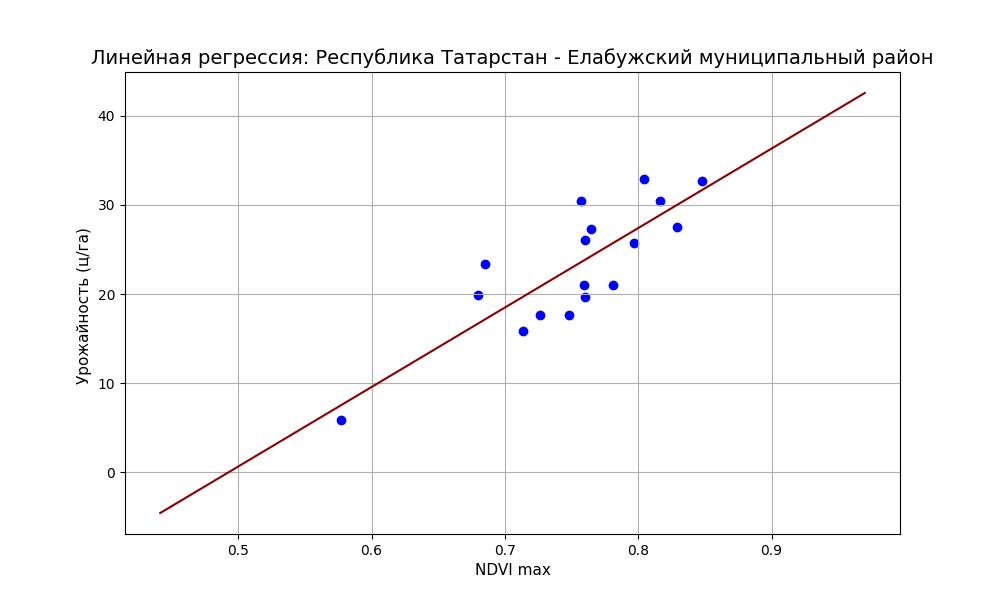 Линейная регрессия: Республика Татарстан - Елабужский муниципальный район
Урожайность (ц/га)
40
30
20
10
0
0.5 0.6 0.7 0.8 0.9
NDVI max